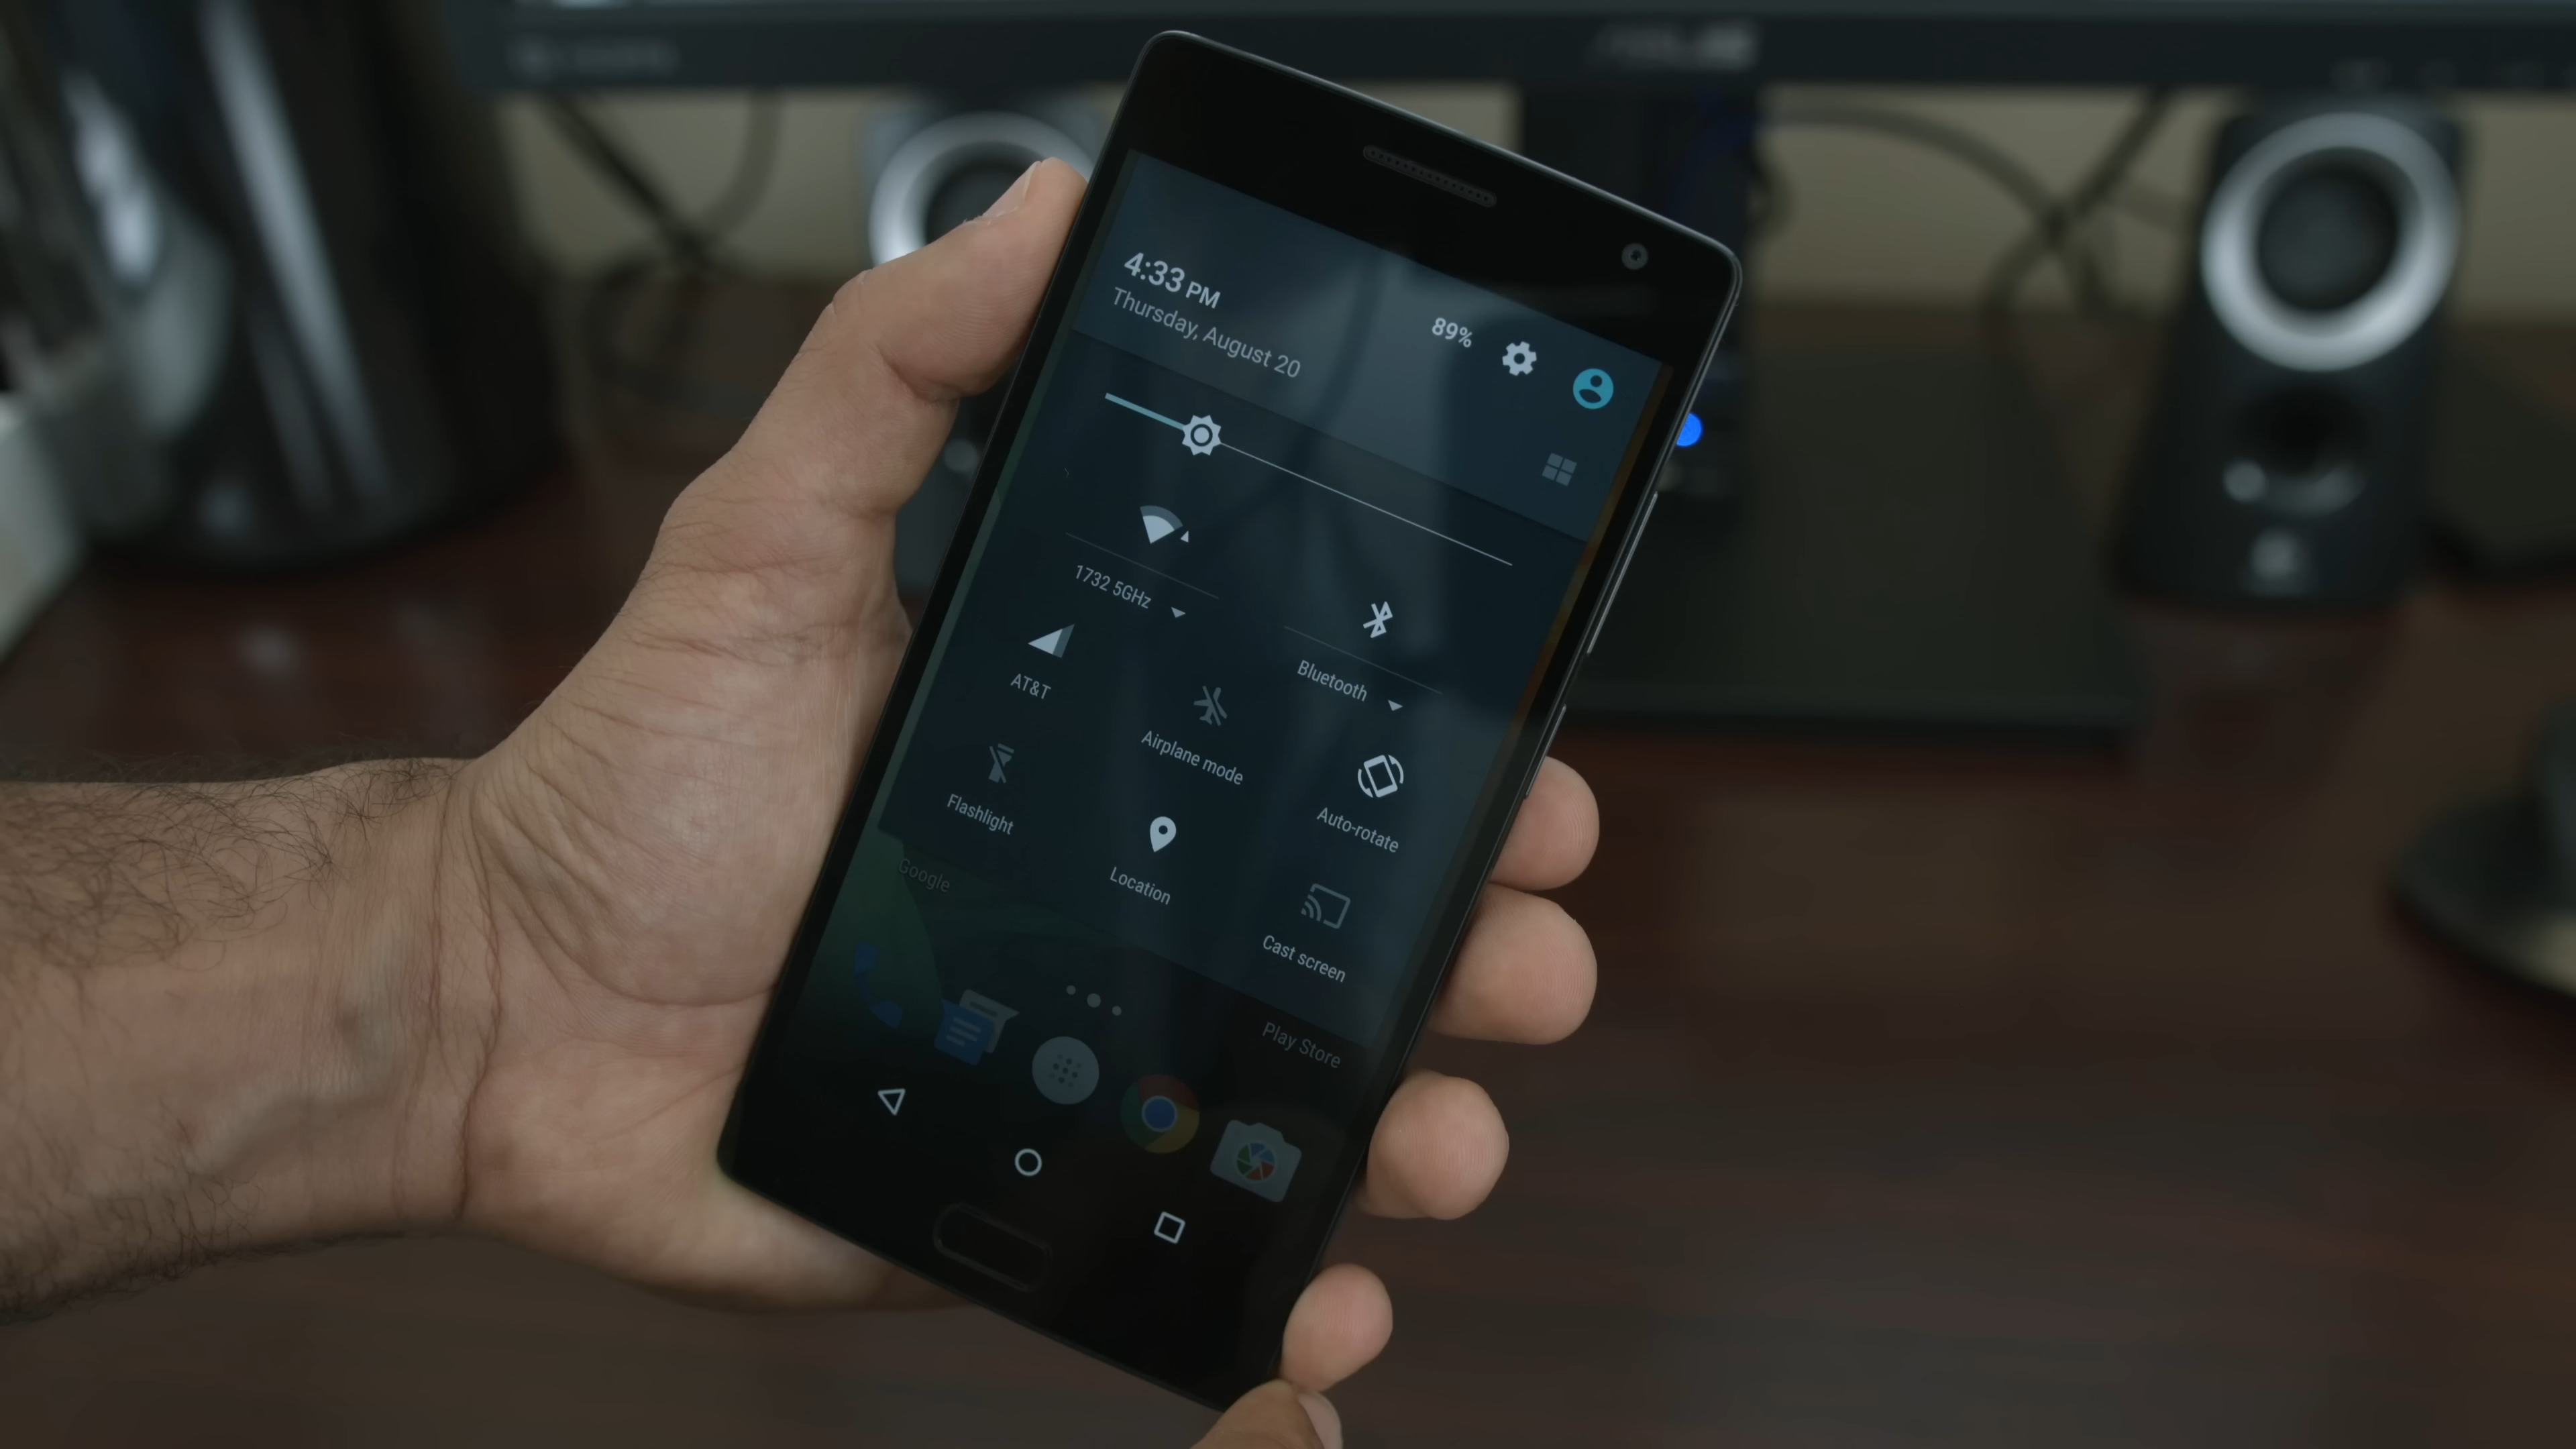 ASUS
4:33 PM
Thursday, August 20
89%
1732 5GHz
Bluetooth
AT&T
Airplane mode
Auto-rotate
Flashlight
Location
Cast screen
Google
Play Store